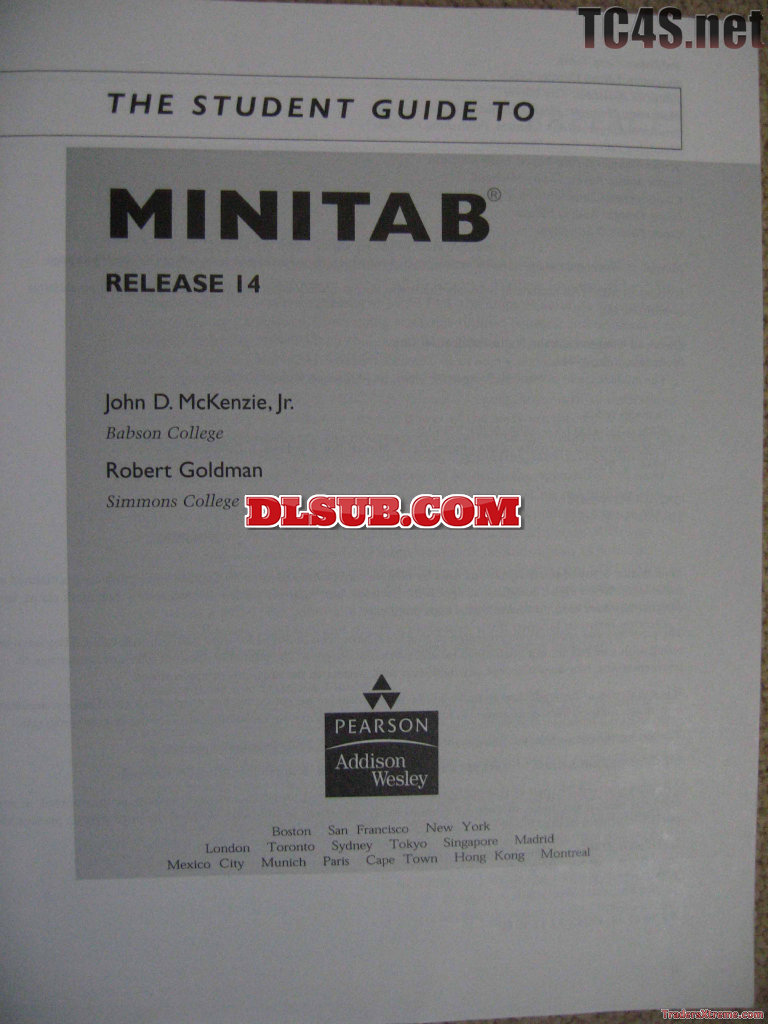 TC4S.net
THE STUDENT GUIDE TO
MINITAB®
RELEASE 14
John D. McKenzie, Jr.
Babson College
Robert Goldman
Simmons College
DLSUB.COM
PEARSON
Addison
Wesley
Boston San Francisco New York
London Toronto Sydney Tokyo Singapore Madrid
Mexico City Munich Paris Cape Town Hong Kong Montreal
TradersXtreme.com